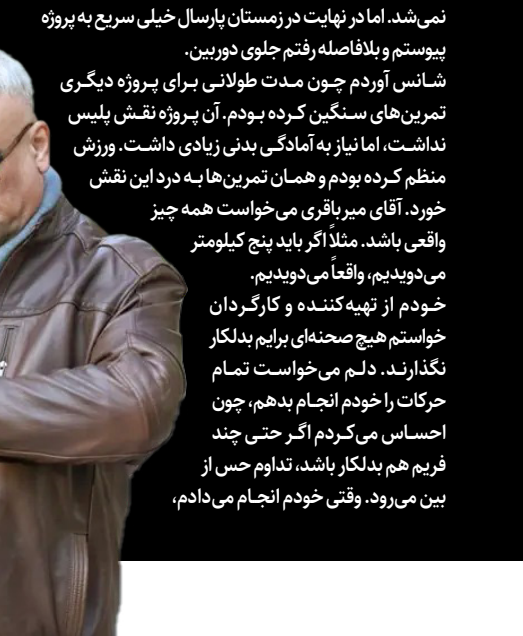 نمی‌شد. اما در نهایت در زمستان پارسال خیلی سریع به پروژه
پیوستم و بلافاصله رفتم جلوی دوربین.
شانس آوردم چون مدت طولانی برای پروژه دیگری
تمرین‌های سنگین کرده بودم. آن پروژه نقش پلیس
نداشت، اما نیاز به آمادگی بدنی زیادی داشت. ورزش
منظم کرده بودم و همان تمرین‌ها به درد این نقش
خورد. آقای میرباقری می‌خواست همه چیز
واقعی باشد. مثلاً اگر باید پنج کیلومتر
می‌دویدیم، واقعاً می‌دویدیم.
خودم از تهیه‌کننده و کارگردان
خواستم هیچ صحنه‌ای برایم بدلکار
نگذارند. دلم می‌خواست تمام
حرکات را خودم انجام بدهم، چون
احساس می‌کردم اگر حتی چند
فریم هم بدلکار باشد، تداوم حس از
بین می‌رود. وقتی خودم انجام می‌دادم،